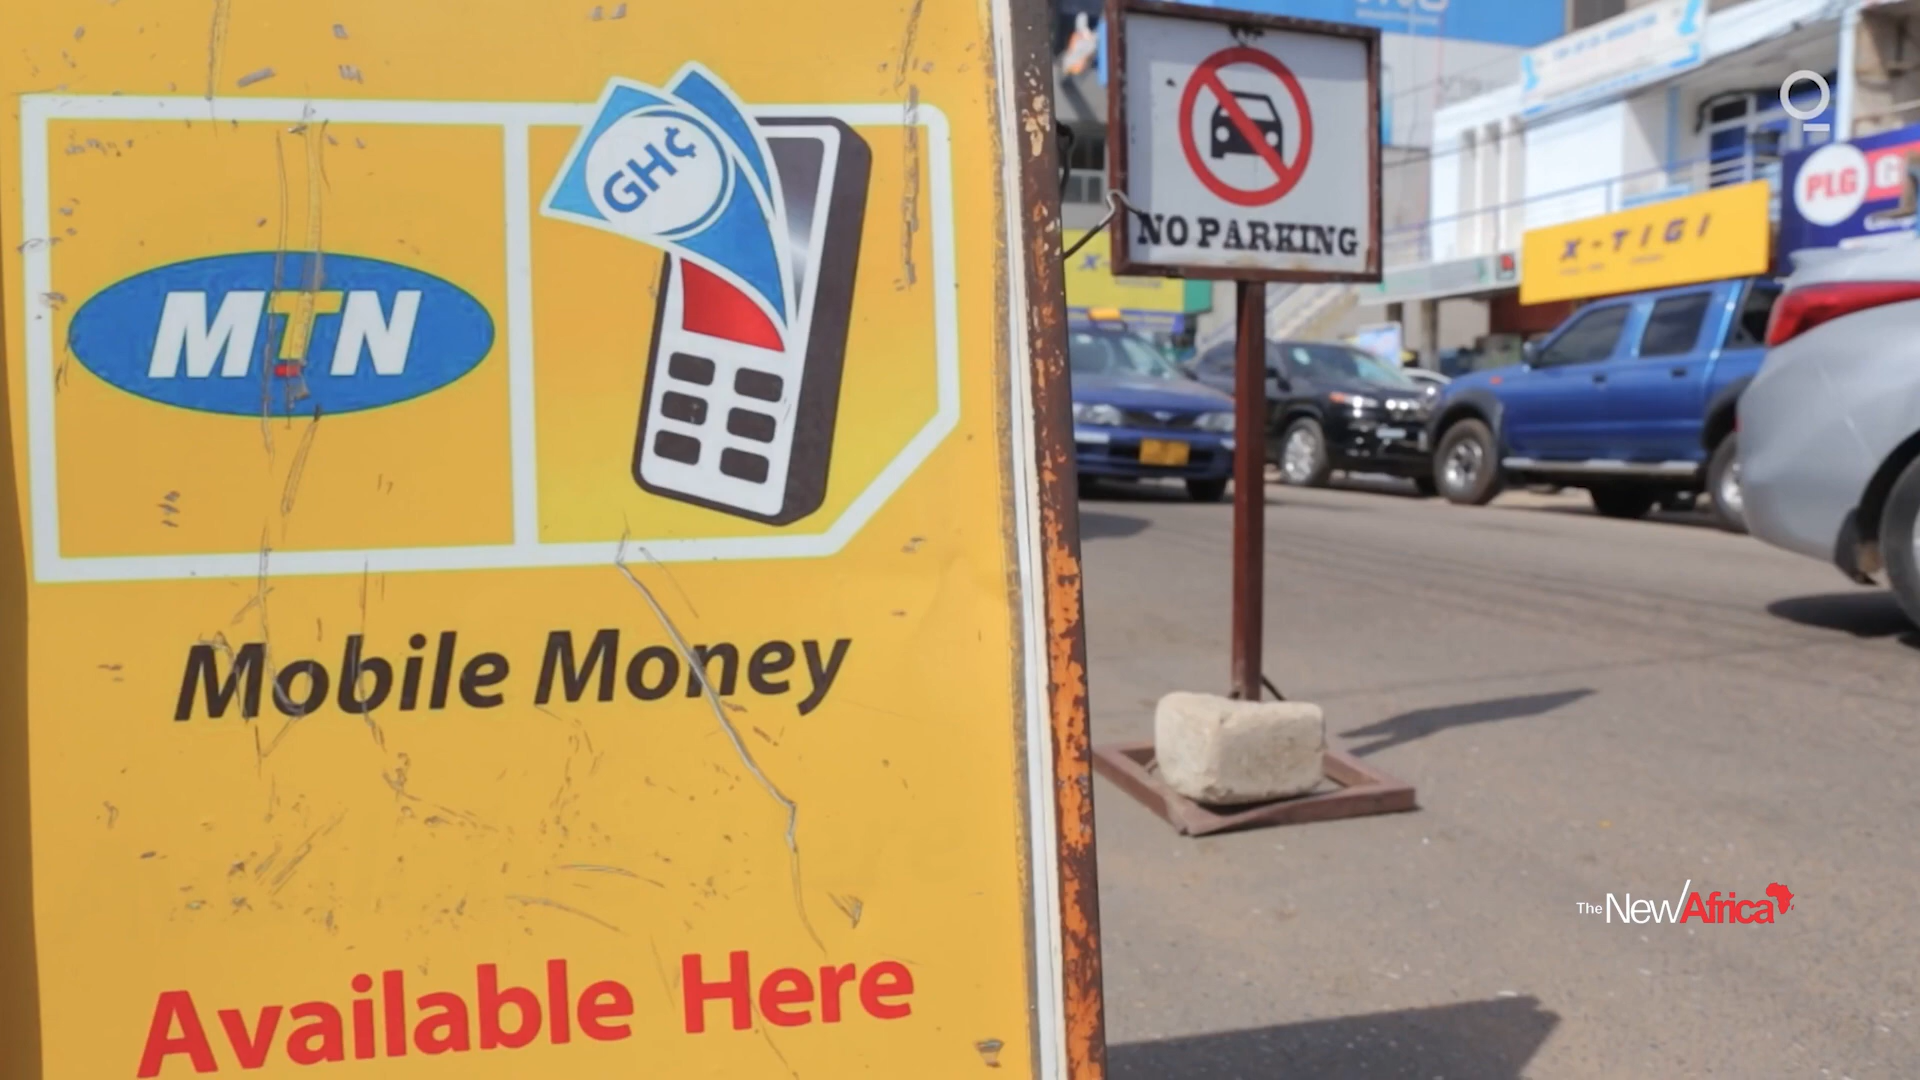 GH¢
MTN
Mobile Money
Available Here
NO PARKING
X-TIGI
PLG
G
X-
The NewAfrica